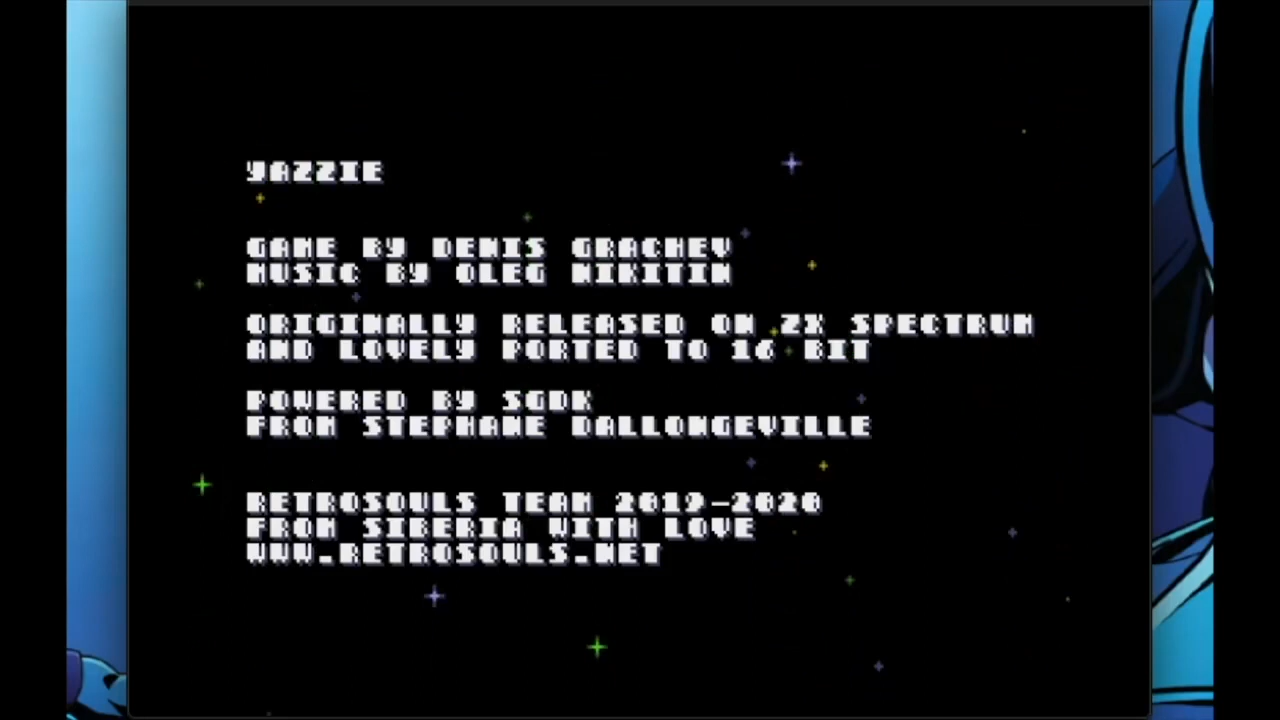 YAZZIE
GAME BY DENIS GRACHEV
MUSIC BY OLEG NIKITIN
ORIGINALLY RELEASED ON ZX SPECTRUM
AND LOVELY PORTED TO 16 BIT
POWERED BY SGDK
FROM STEPHANE DALLONGEVILLE
RETROSOULS TEAM 2019-2020
FROM SIBERIA WITH LOVE
WWW.RETROSOULS.NET